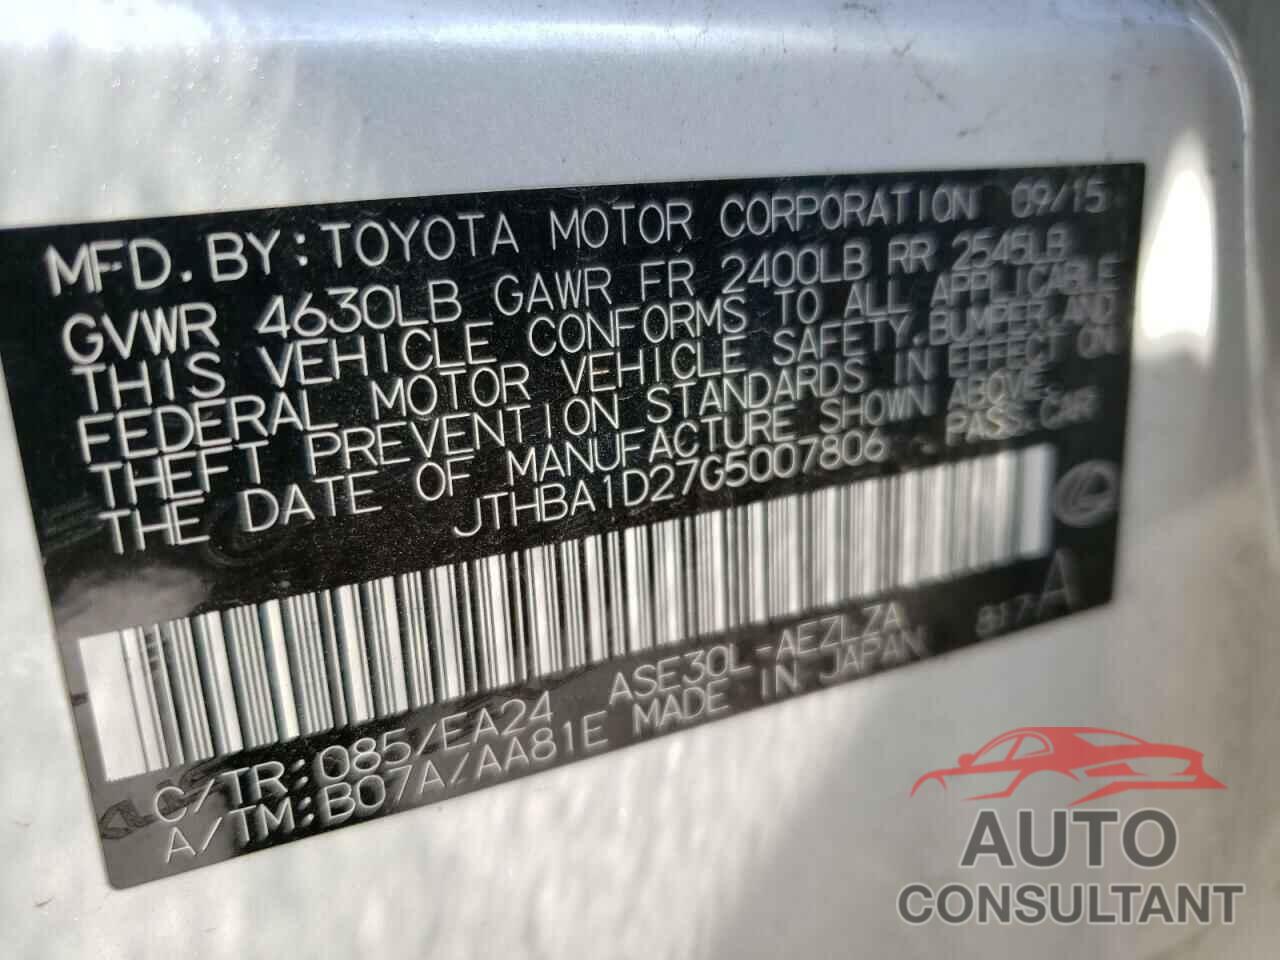 MFD. BY: TOYOTA MOTOR CORPORATION 09/15
GVWR 4630LB GAWR FR 2400LB RR 2545LB
THIS VEHICLE CONFORMS TO ALL APPLICABLE
FEDERAL MOTOR VEHICLE SAFETY, BUMPER, AND
THEFT PREVENTION STANDARDS IN EFFECT ON
THE DATE OF MANUFACTURE SHOWN ABOVE.
JTHBA1D27G5007806 PASS. CAR
C/TR: 085/EA24 ASE30L-AEZLZA 817-A
A/TM: B07A/AA81E MADE IN JAPAN
AUTO
CONSULTANT